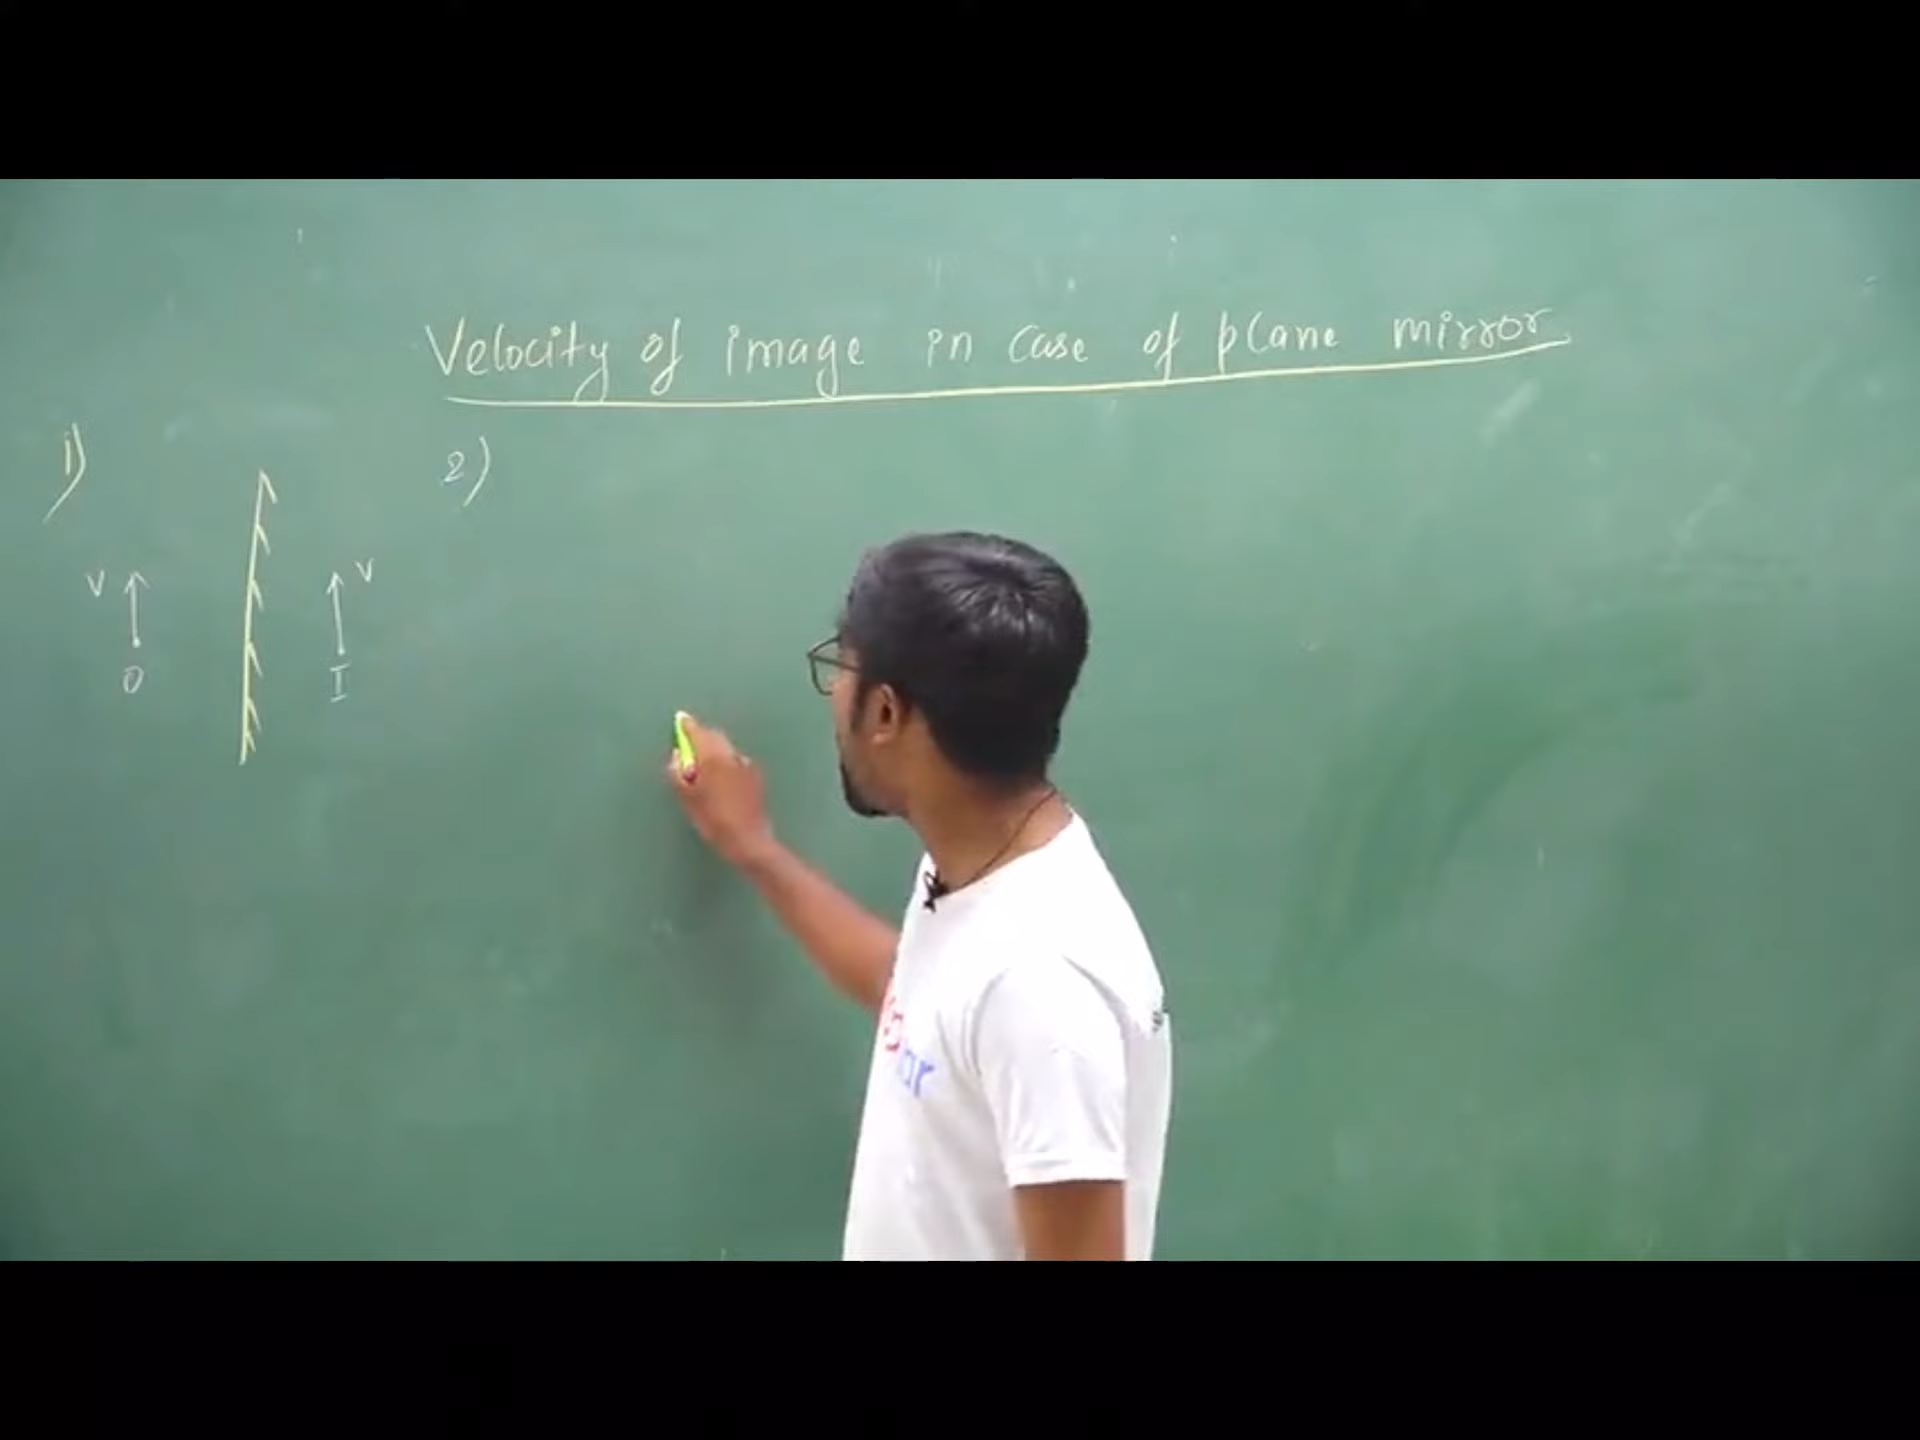 Velocity of image in case of plane mirror
1)
2)
V
V
O
I